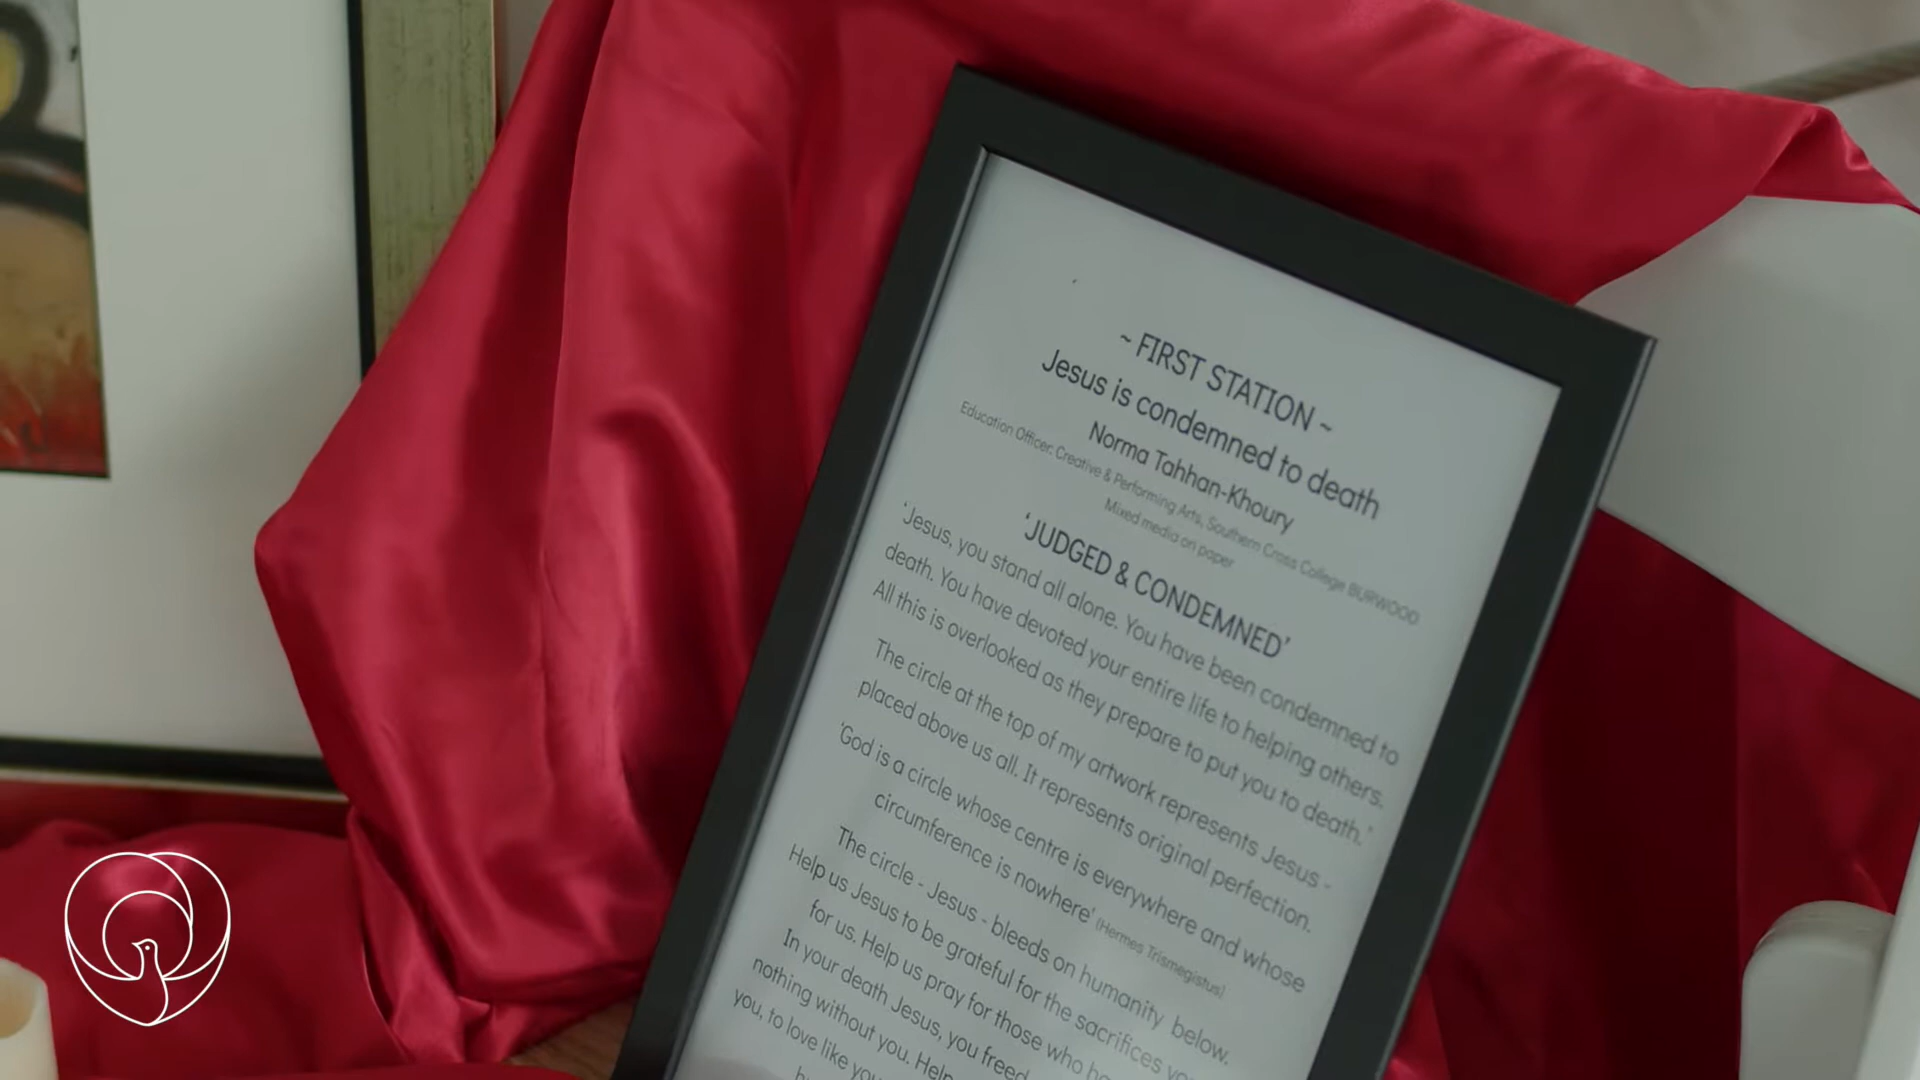 ~ FIRST STATION ~
Jesus is condemned to death
Norma Tahhan-Khoury
Education Officer: Creative & Performing Arts, Southern Cross College BURWOOD
Mixed media on paper
'JUDGED & CONDEMNED'
'Jesus, you stand all alone. You have been condemned to
death. You have devoted your entire life to helping others.
All this is overlooked as they prepare to put you to death.'
The circle at the top of my artwork represents Jesus -
placed above us all. It represents original perfection.
'God is a circle whose centre is everywhere and whose
circumference is nowhere' (Hermes Trismegistus)
The circle - Jesus - bleeds on humanity below.
Help us Jesus to be grateful for the sacrifices
for us. Help us pray for those who
In your death Jesus, you freed
nothing without you. Help
you, to love like you